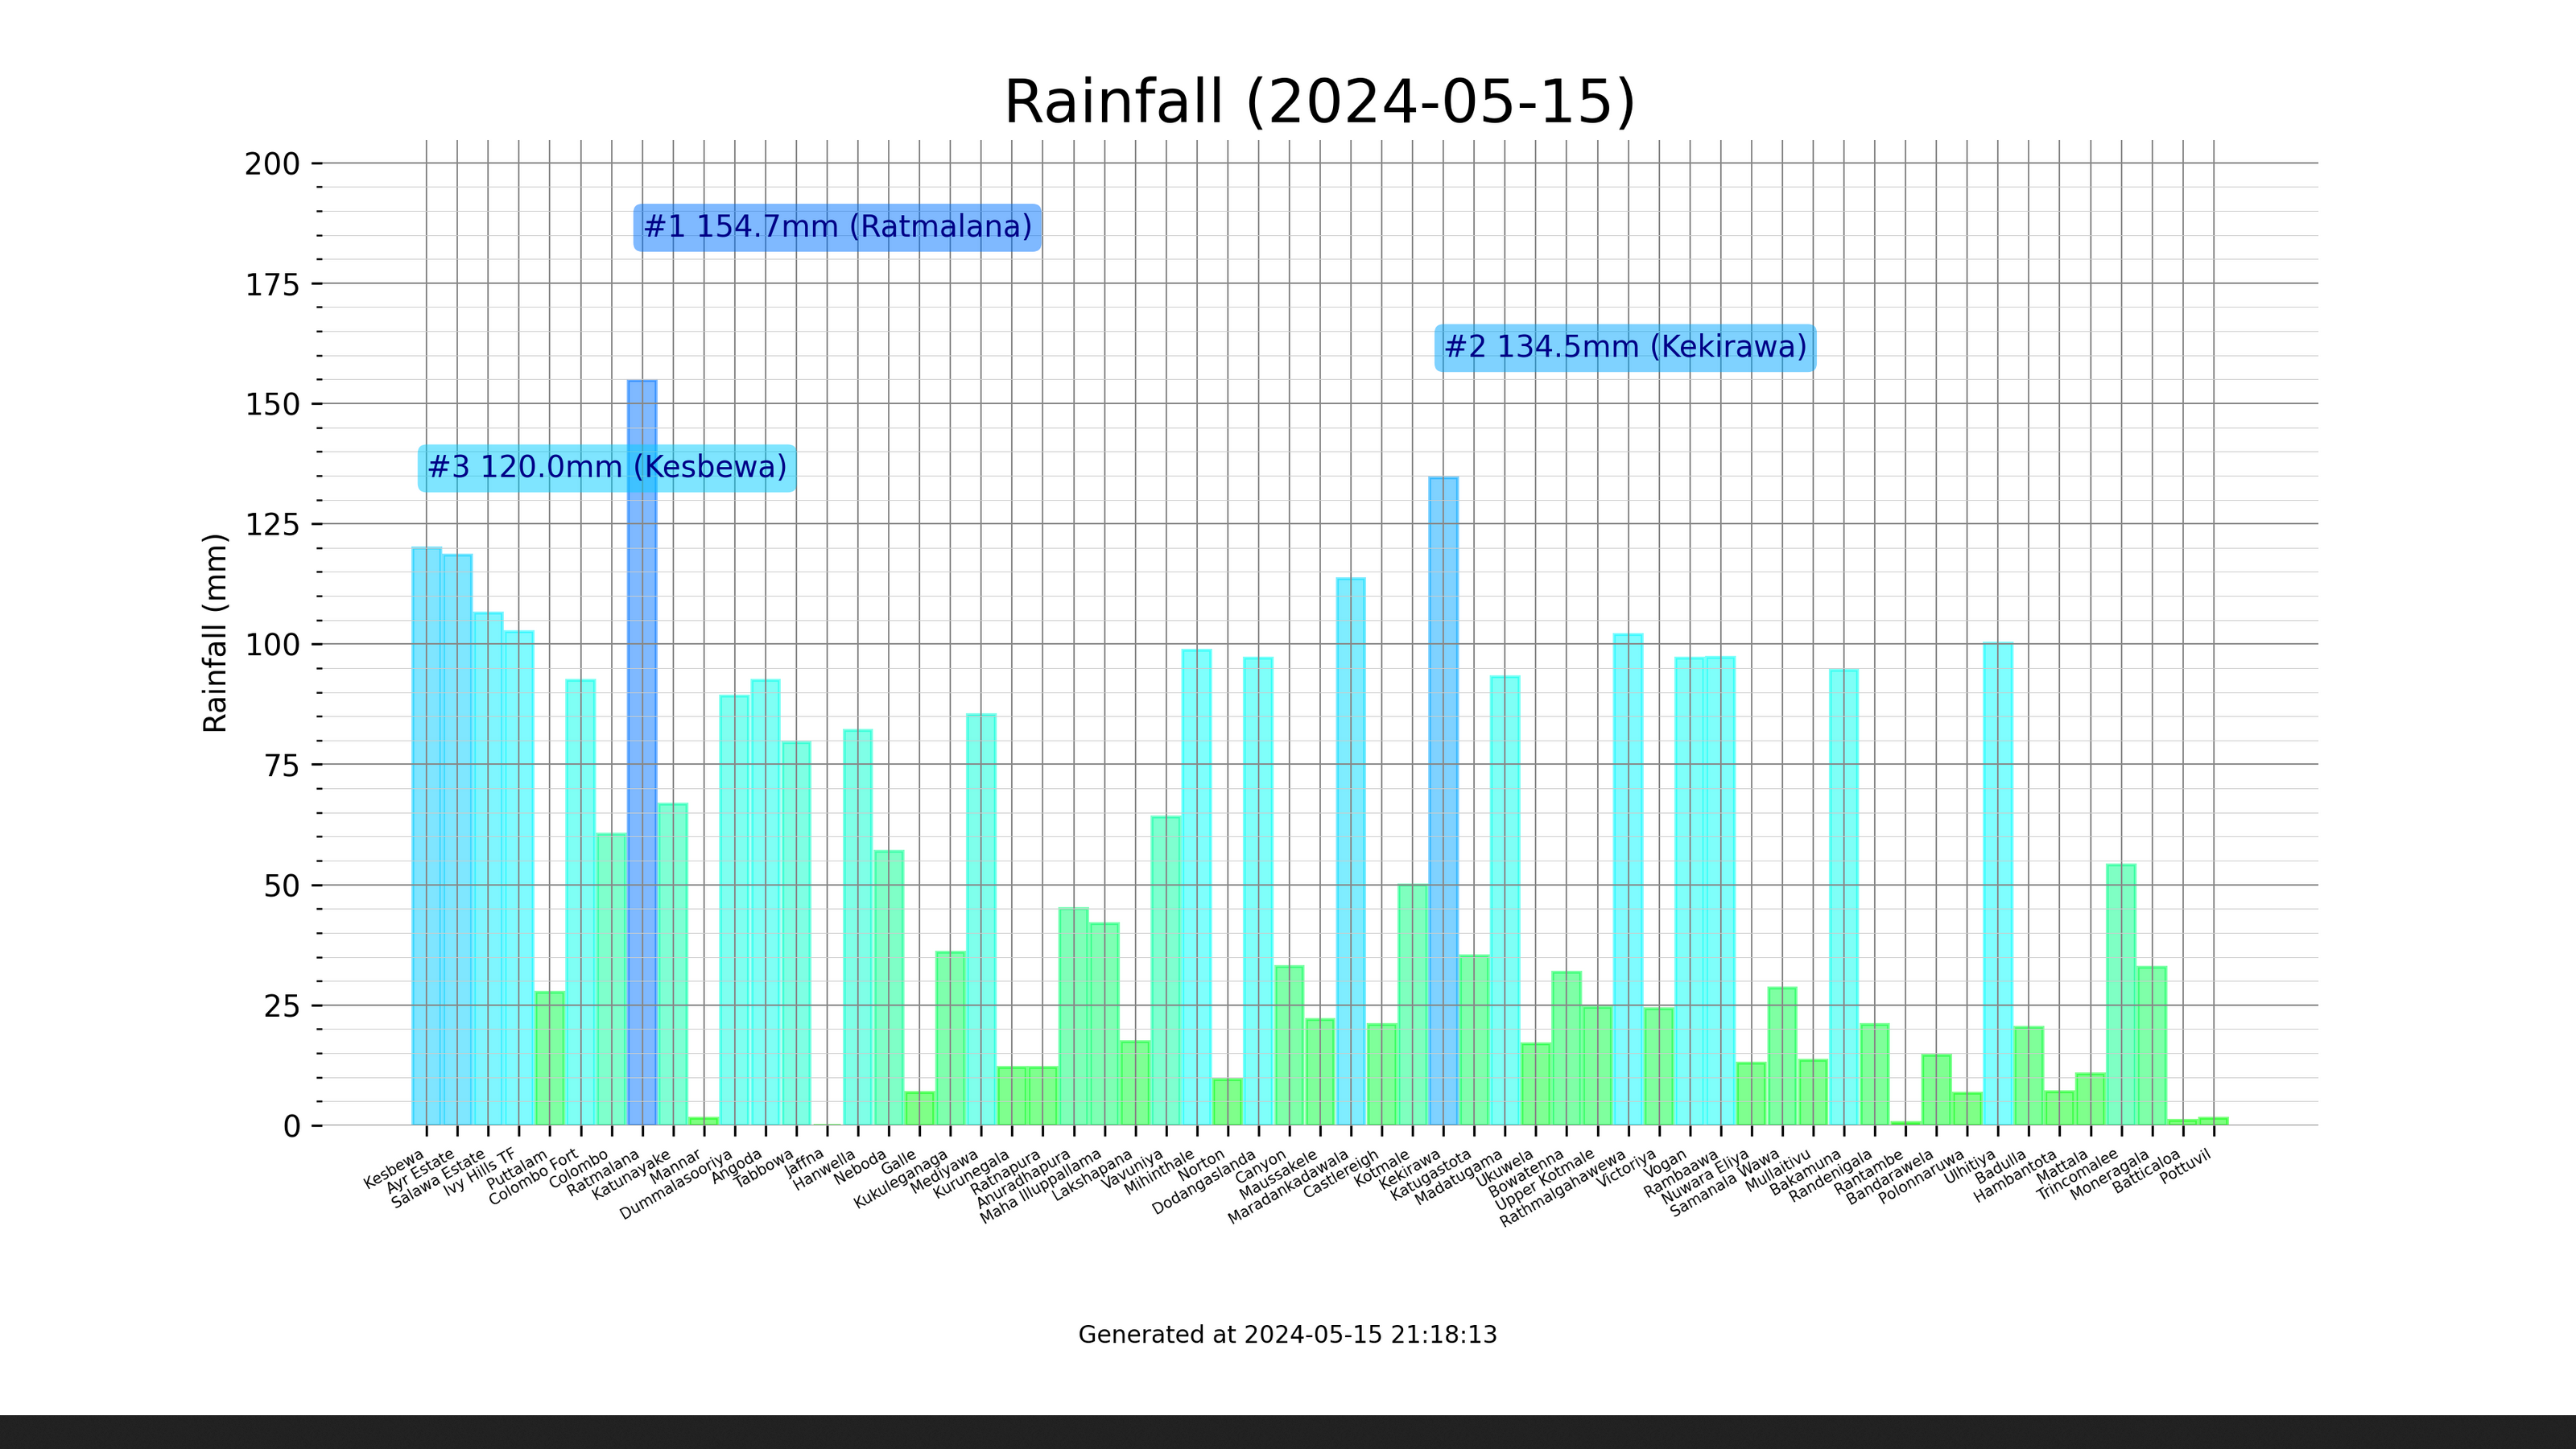 Rainfall (2024-05-15)
Rainfall (mm)
200
175
150
125
100
75
50
25
0
#1 154.7mm (Ratmalana)
#2 134.5mm (Kekirawa)
#3 120.0mm (Kesbewa)
Kesbewa
Ayr Estate
Salawa Estate
Ivy Hills TF
Puttalam
Colombo Fort
Colombo
Ratmalana
Katunayake
Mannar
Dummalasooriya
Angoda
Tabbowa
Jaffna
Hanwella
Neboda
Galle
Kukuleganaga
Mediyawa
Kurunegala
Ratnapura
Anuradhapura
Maha Illuppallama
Lakshapana
Vavuniya
Mihinthale
Norton
Dodangaslanda
Canyon
Maussakele
Maradankadawala
Castlereigh
Kotmale
Kekirawa
Katugastota
Madatugama
Ukuwela
Bowatenna
Upper Kotmale
Rathmalgahawewa
Victoriya
Vogan
Rambaawa
Nuwara Eliya
Samanala Wawa
Mullaitivu
Bakamuna
Randenigala
Rantambe
Bandarawela
Polonnaruwa
Ulhitiya
Badulla
Hambantota
Mattala
Trincomalee
Moneragala
Batticaloa
Pottuvil
Generated at 2024-05-15 21:18:13